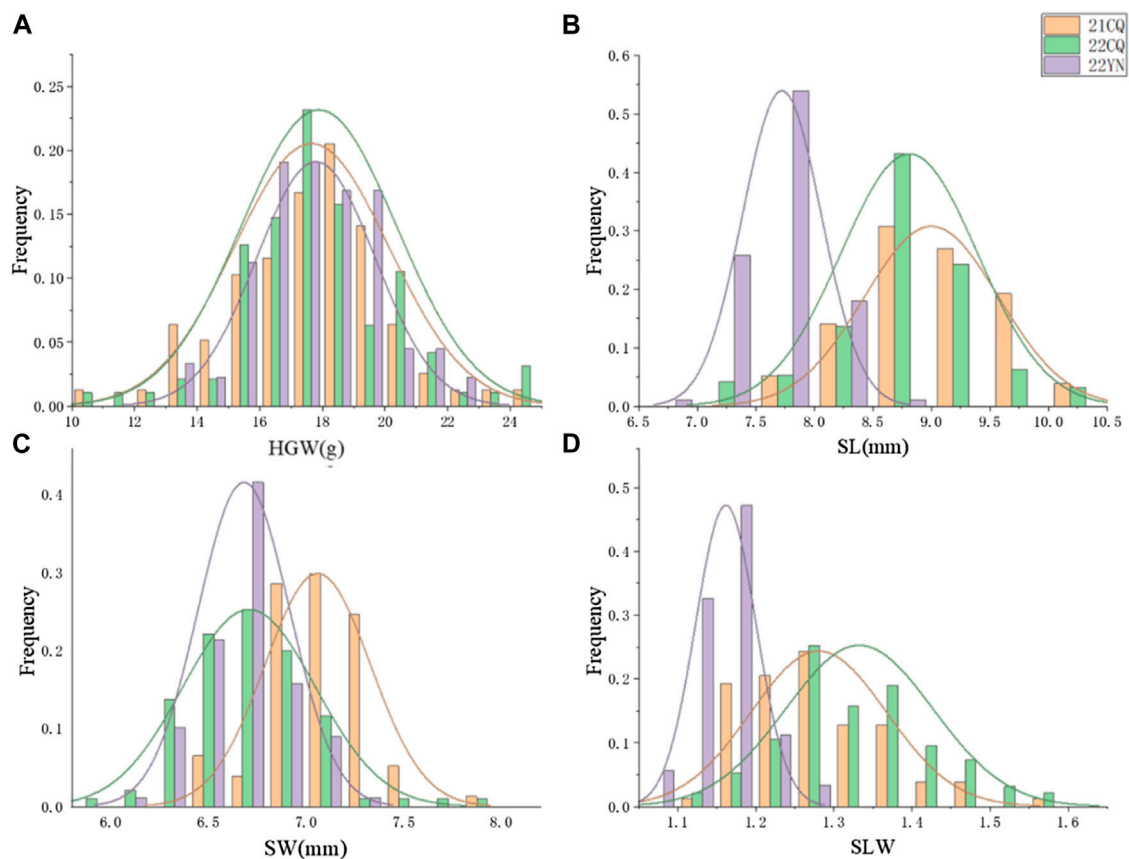 A
B
21CQ
22CQ
22YN
0.25
0.20
0.15
0.10
0.05
0.00
Frequency
10 12 14 16 18 20 22 24
HGW(g)
0.6
0.5
0.4
0.3
0.2
0.1
0.0
Frequency
6.5 7.0 7.5 8.0 8.5 9.0 9.5 10.0 10.5
SL(mm)
C
D
0.4
0.3
0.2
0.1
0.0
Frequency
6.0 6.5 7.0 7.5 8.0
SW(mm)
0.5
0.4
0.3
0.2
0.1
0.0
Frequency
1.1 1.2 1.3 1.4 1.5 1.6
SLW